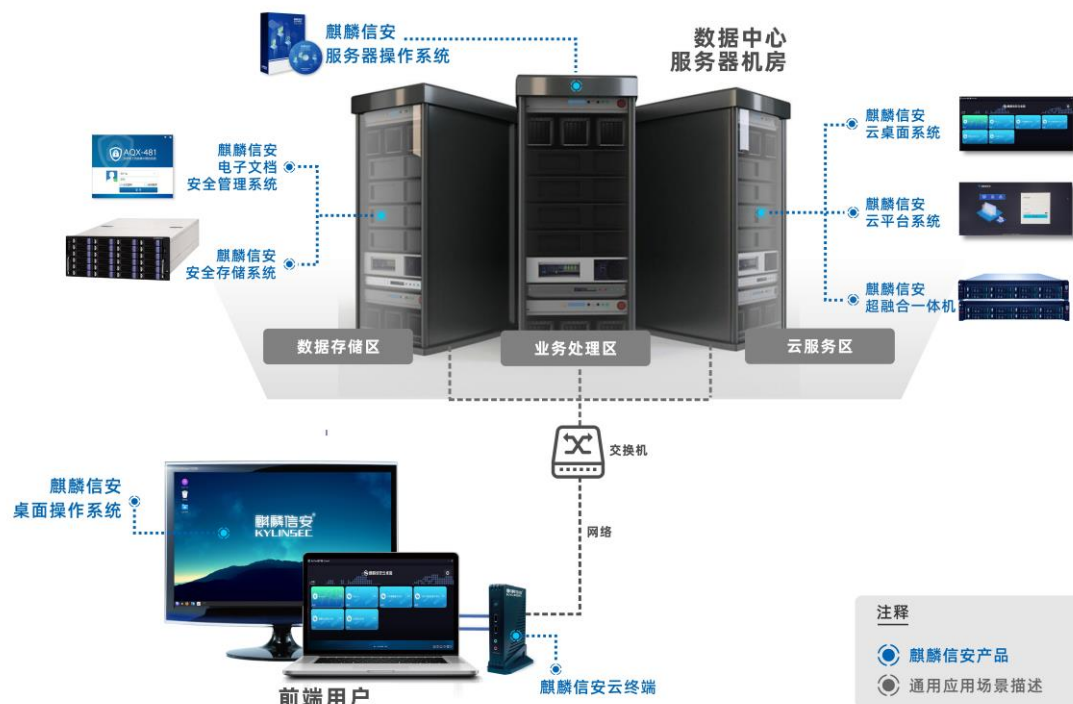 麒麟信安
服务器操作系统
数据中心
服务器机房
麒麟信安
云桌面系统
AQX-481
麒麟信安
电子文档
安全管理系统
麒麟信安
云平台系统
麒麟信安
安全存储系统
麒麟信安
超融合一体机
数据存储区
业务处理区
云服务区
交换机
麒麟信安
桌面操作系统
麒麟信安
KYLINSEC
网络
麒麟信安云终端
前端用户
注释
麒麟信安产品
通用应用场景描述